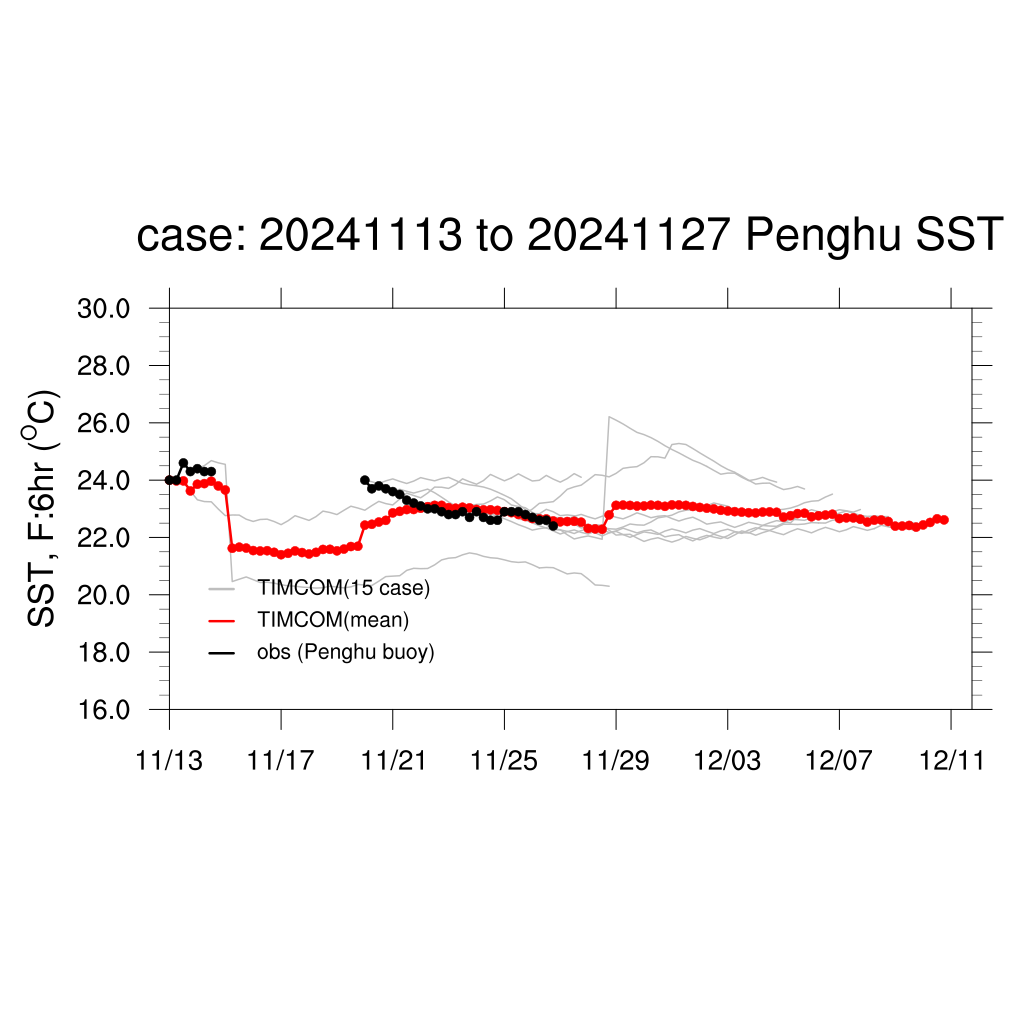 case: 20241113 to 20241127 Penghu SST
SST, F:6hr (°C)
30.0
28.0
26.0
24.0
22.0
20.0
18.0
16.0
TIMCOM(15 case)
TIMCOM(mean)
obs (Penghu buoy)
11/13 11/17 11/21 11/25 11/29 12/03 12/07 12/11